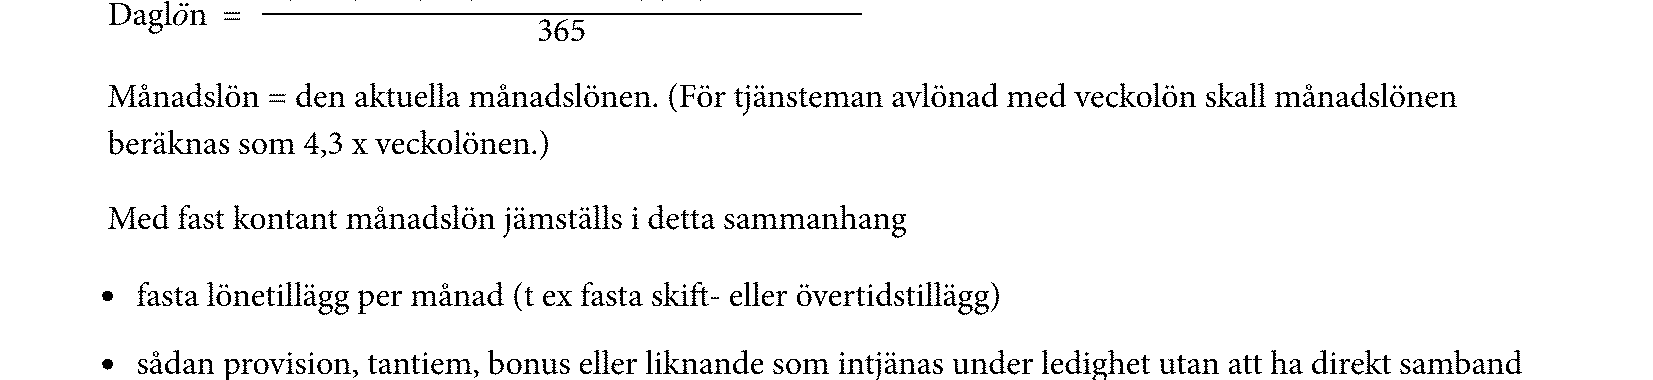 Daglön =
365
Månadslön = den aktuella månadslönen. (För tjänsteman avlönad med veckolön skall månadslönen
beräknas som 4,3 x veckolönen.)
Med fast kontant månadslön jämställs i detta sammanhang
• fasta lönetillägg per månad (t ex fasta skift- eller övertidstillägg)
• sådan provision, tantiem, bonus eller liknande som intjänas under ledighet utan att ha direkt samband